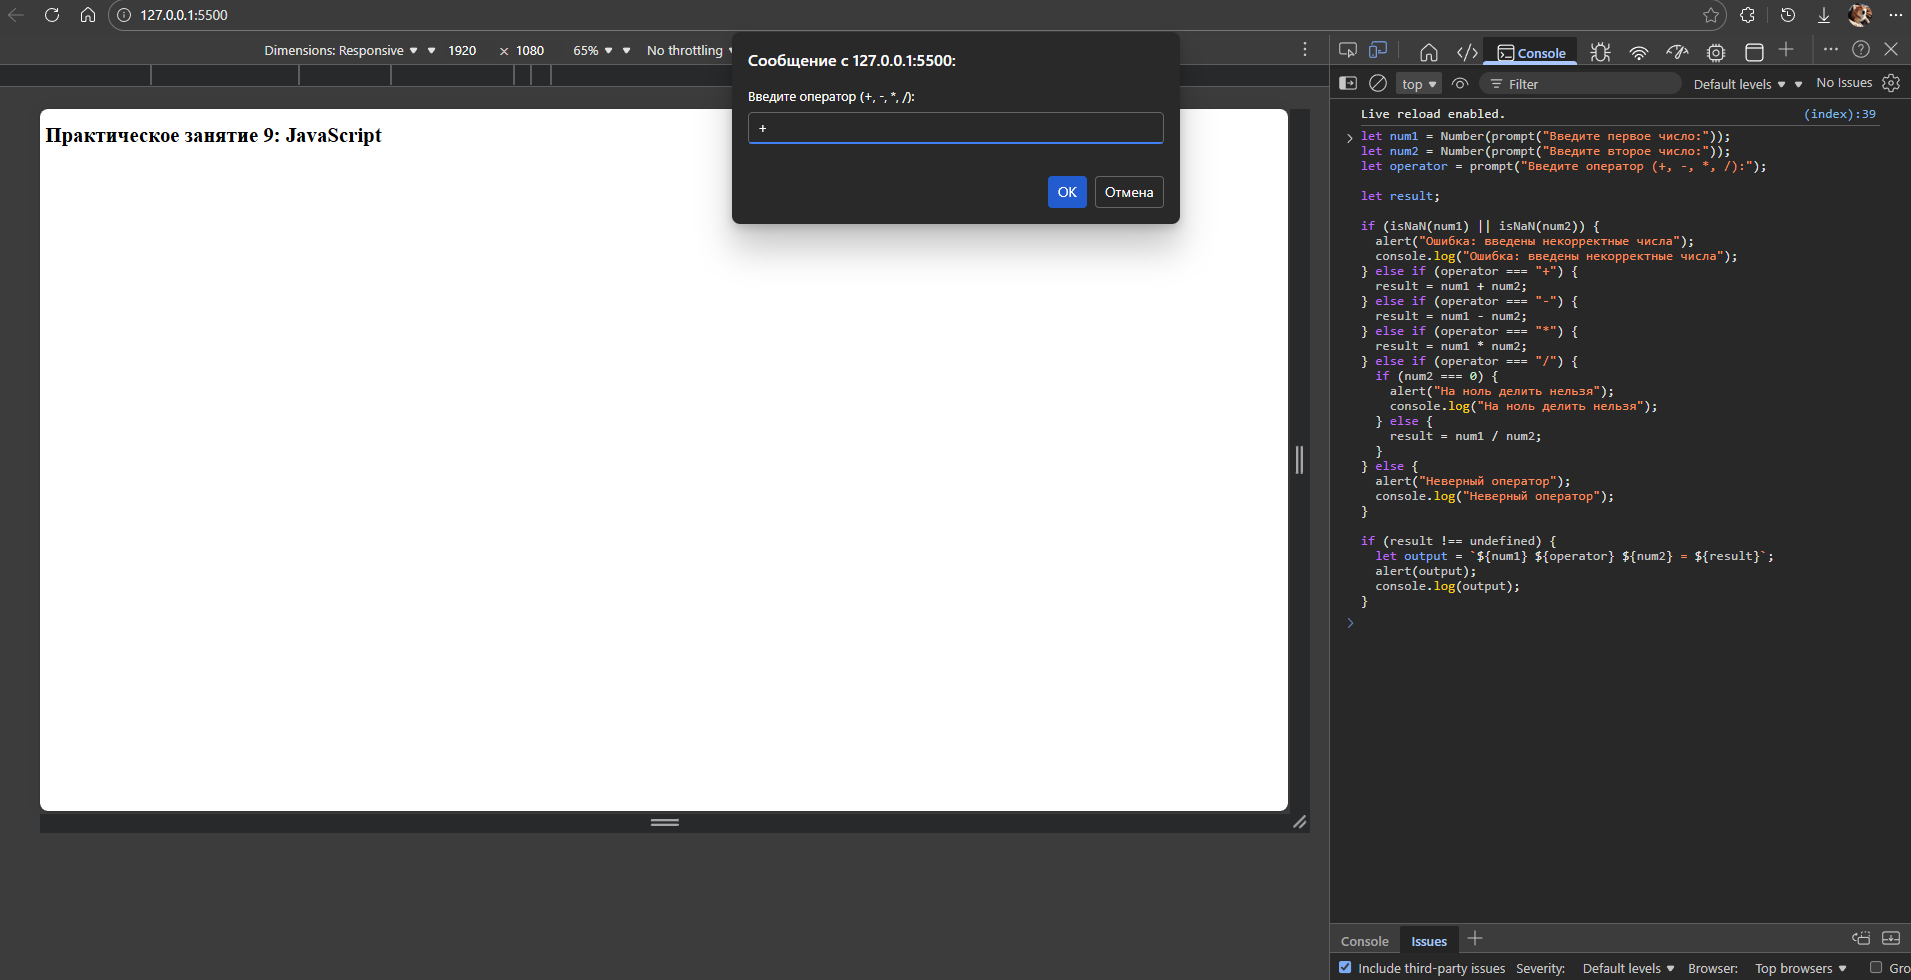 127.0.0.1:5500
Dimensions: Responsive 1920 × 1080 65% No throttling
Сообщение с 127.0.0.1:5500:
Введите оператор (+, -, *, /):
+
OK Отмена
Практическое занятие 9: JavaScript
Console
top Filter Default levels No Issues
Live reload enabled. (index):39
let num1 = Number(prompt("Введите первое число:"));
let num2 = Number(prompt("Введите второе число:"));
let operator = prompt("Введите оператор (+, -, *, /):");
let result;
if (isNaN(num1) || isNaN(num2)) {
  alert("Ошибка: введены некорректные числа");
  console.log("Ошибка: введены некорректные числа");
} else if (operator === "+") {
  result = num1 + num2;
} else if (operator === "-") {
  result = num1 - num2;
} else if (operator === "*") {
  result = num1 * num2;
} else if (operator === "/") {
  if (num2 === 0) {
    alert("На ноль делить нельзя");
    console.log("На ноль делить нельзя");
  } else {
    result = num1 / num2;
  }
} else {
  alert("Неверный оператор");
  console.log("Неверный оператор");
}
if (result !== undefined) {
  let output = `${num1} ${operator} ${num2} = ${result}`;
  alert(output);
  console.log(output);
}
Console Issues
Include third-party issues Severity: Default levels Browser: Top browsers Gro